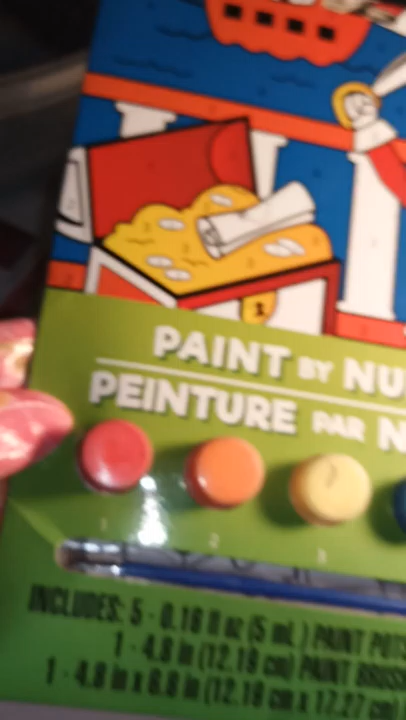 PAINT BY NU
PEINTURE PAR N
1 2 3
INCLUDES: 5 - 0.16 fl oz (5 mL) PAINT POTS
1 - 4.8 in (12.19 cm) PAINT BRUSH
1 - 4.8 in x 6.8 in (12.19 cm x 17.27 cm)